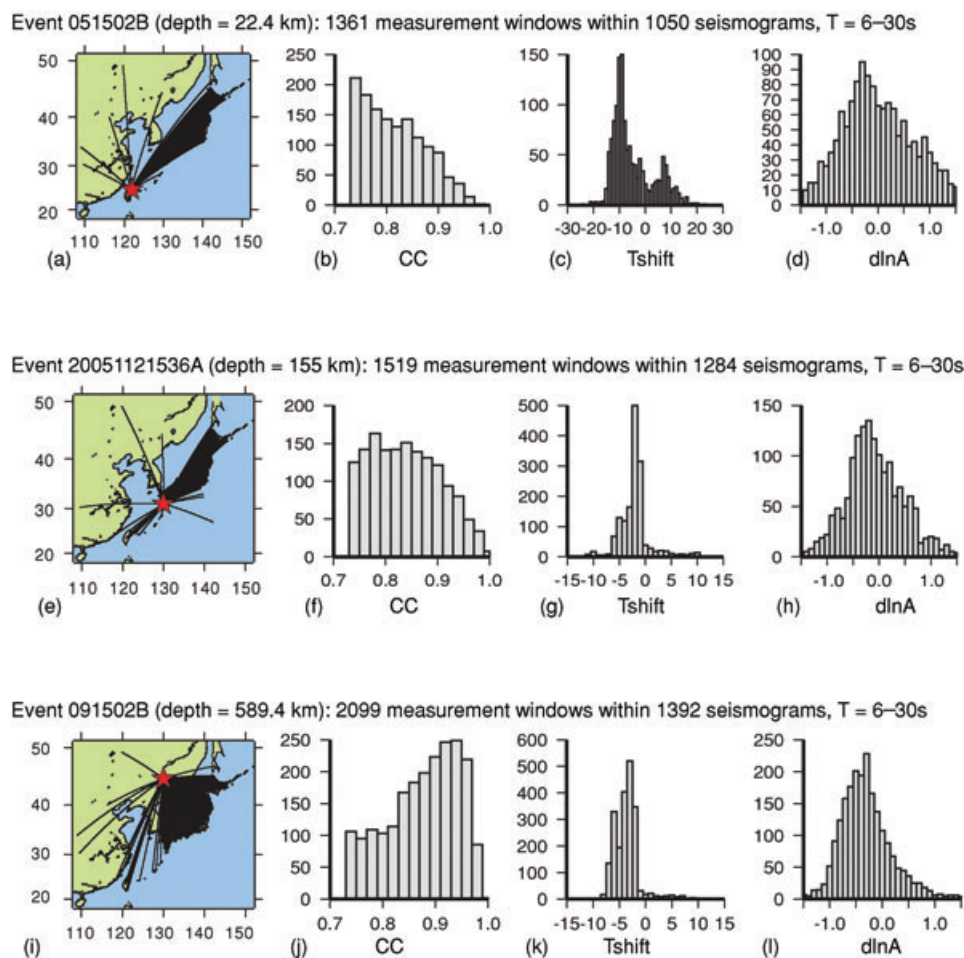 Event 051502B (depth = 22.4 km): 1361 measurement windows within 1050 seismograms, T = 6–30s
50
40
30
20
110 120 130 140 150
(a)
250
200
150
100
50
0
0.7 0.8 0.9 1.0
(b) CC
150
100
50
0
-30 -20 -10 0 10 20 30
(c) Tshift
100
90
80
70
60
50
40
30
20
10
0
-1.0 0.0 1.0
(d) dlnA
Event 20051121536A (depth = 155 km): 1519 measurement windows within 1284 seismograms, T = 6–30s
50
40
30
20
110 120 130 140 150
(e)
200
150
100
50
0
0.7 0.8 0.9 1.0
(f) CC
500
400
300
200
100
0
-15 -10 -5 0 5 10 15
(g) Tshift
150
100
50
0
-1.0 0.0 1.0
(h) dlnA
Event 091502B (depth = 589.4 km): 2099 measurement windows within 1392 seismograms, T = 6–30s
50
40
30
20
110 120 130 140 150
(i)
250
200
150
100
50
0
0.7 0.8 0.9 1.0
(j) CC
600
500
400
300
200
100
0
-15 -10 -5 0 5 10 15
(k) Tshift
250
200
150
100
50
0
-1.0 0.0 1.0
(l) dlnA